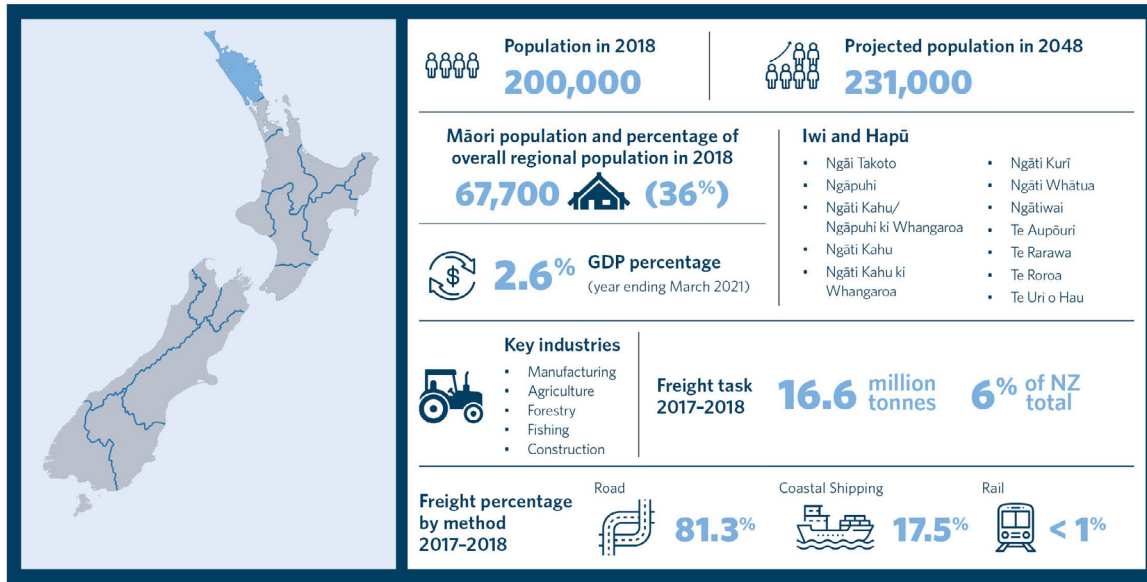 Population in 2018
200,000
Projected population in 2048
231,000
Māori population and percentage of
overall regional population in 2018
67,700 (36%)
Iwi and Hapū
• Ngāi Takoto
• Ngāpuhi
• Ngāti Kahu/
Ngāpuhi ki Whangaroa
• Ngāti Kahu
• Ngāti Kahu ki
Whangaroa
• Ngāti Kurī
• Ngāti Whātua
• Ngātiwai
• Te Aupōuri
• Te Rarawa
• Te Roroa
• Te Uri o Hau
$ 2.6% GDP percentage
(year ending March 2021)
Key industries
• Manufacturing
• Agriculture
• Forestry
• Fishing
• Construction
Freight task
2017–2018
16.6 million
tonnes
6% of NZ
total
Freight percentage
by method
2017–2018
Road
81.3%
Coastal Shipping
17.5%
Rail
< 1%